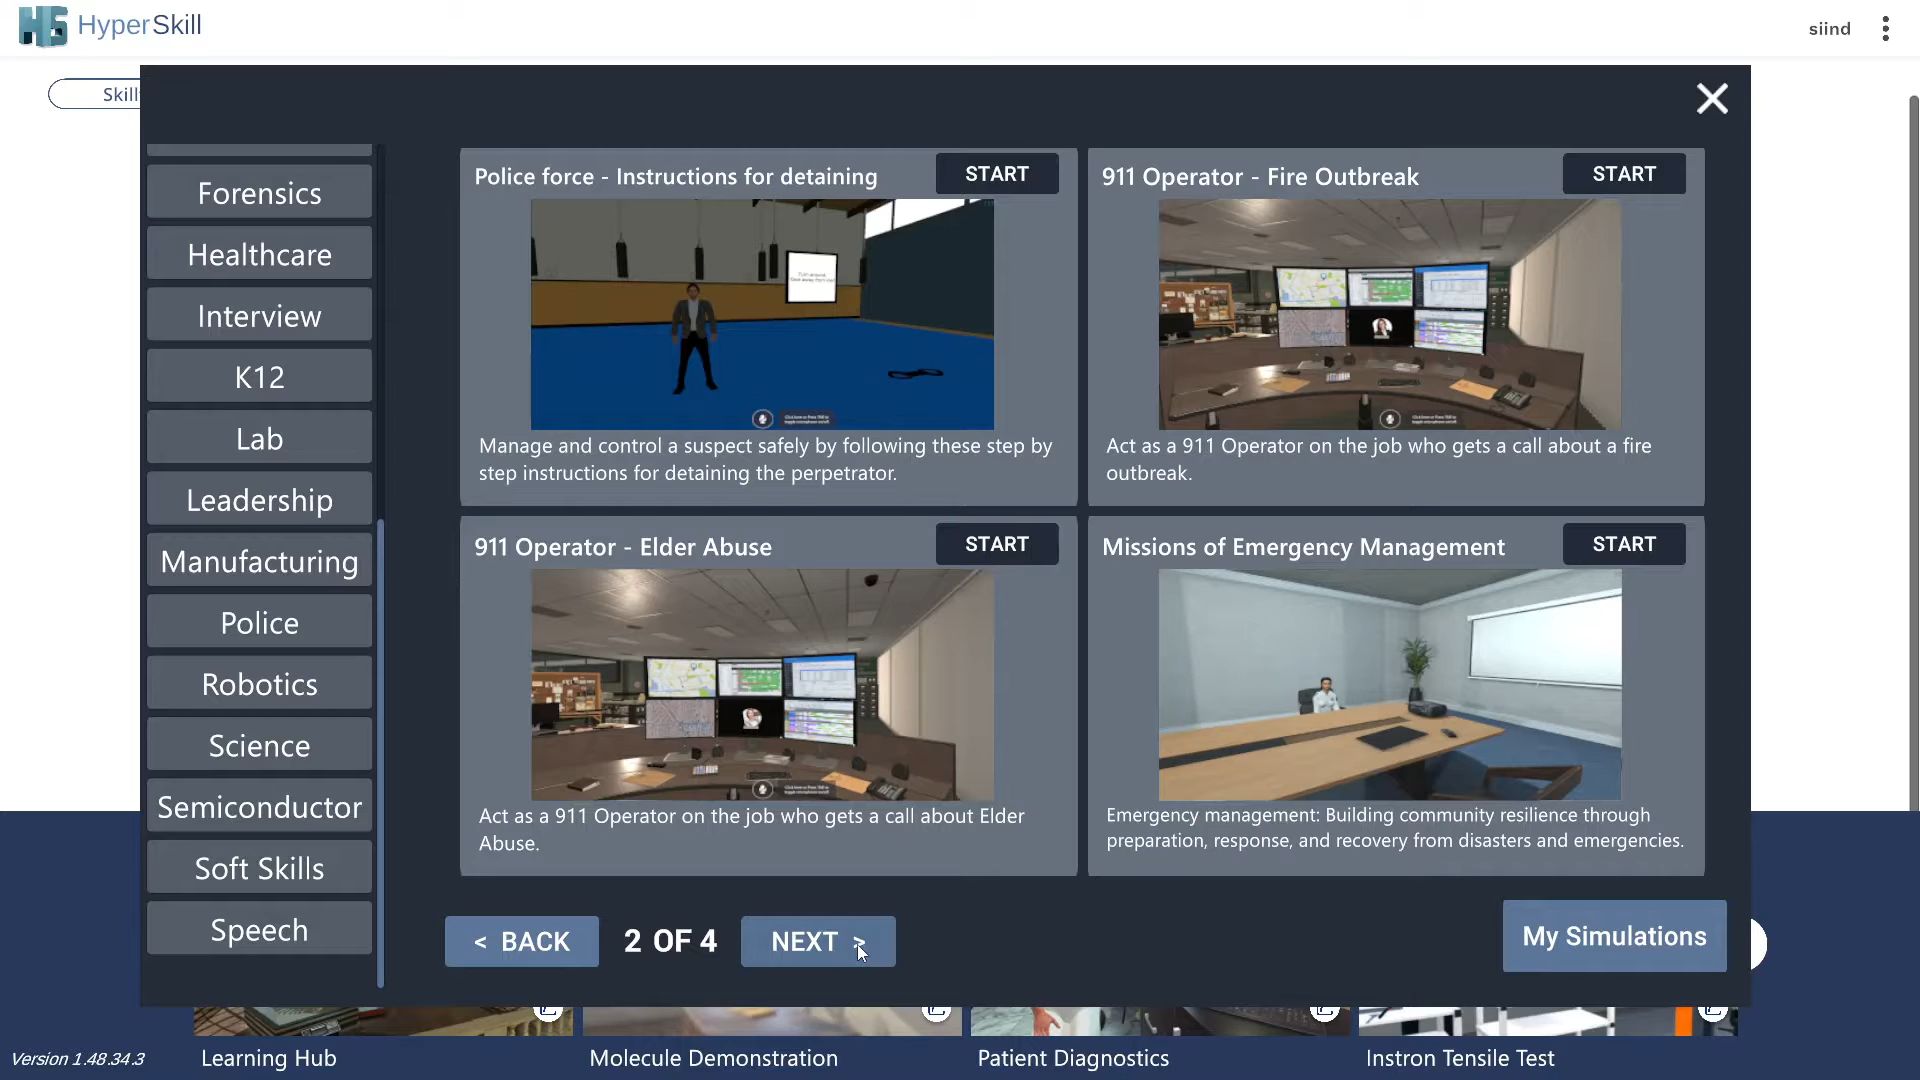 HyperSkill
siind
Skill
Forensics
Healthcare
Interview
K12
Lab
Leadership
Manufacturing
Police
Robotics
Science
Semiconductor
Soft Skills
Speech
Police force - Instructions for detaining
START
Manage and control a suspect safely by following these step by
step instructions for detaining the perpetrator.
911 Operator - Fire Outbreak
START
Act as a 911 Operator on the job who gets a call about a fire
outbreak.
911 Operator - Elder Abuse
START
Act as a 911 Operator on the job who gets a call about Elder
Abuse.
Missions of Emergency Management
START
Emergency management: Building community resilience through
preparation, response, and recovery from disasters and emergencies.
< BACK
2 OF 4
NEXT >
My Simulations
Version 1.48.34.3
Learning Hub
Molecule Demonstration
Patient Diagnostics
Instron Tensile Test